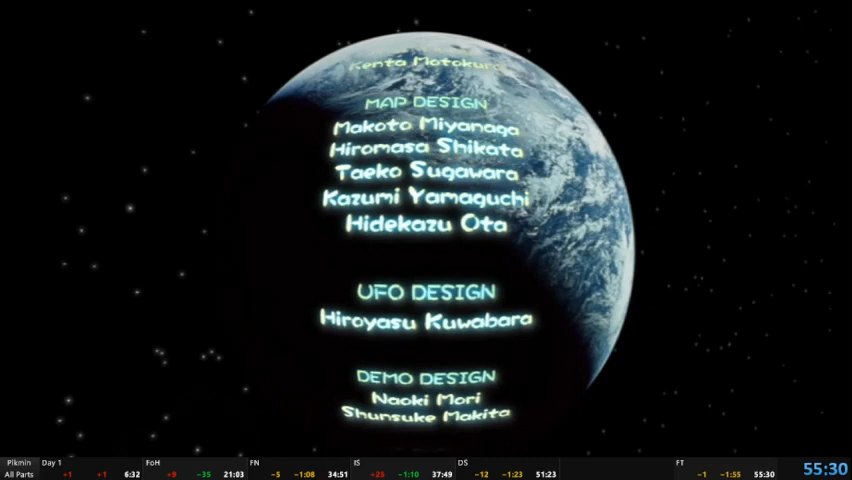 Kenta Motokura
MAP DESIGN
Makoto Miyanaga
Hiromasa Shikata
Taeko Sugawara
Kazumi Yamaguchi
Hidekazu Ota
UFO DESIGN
Hiroyasu Kuwabara
DEMO DESIGN
Naoki Mori
Shunsuke Makita
Pikmin Day 1 FoH FN IS DS FT
All Parts +1 +1 6:32 +9 -35 21:03 -5 -1:08 34:51 +25 -1:10 37:49 -12 -1:23 51:23 -1 -1:55 55:30
55:30